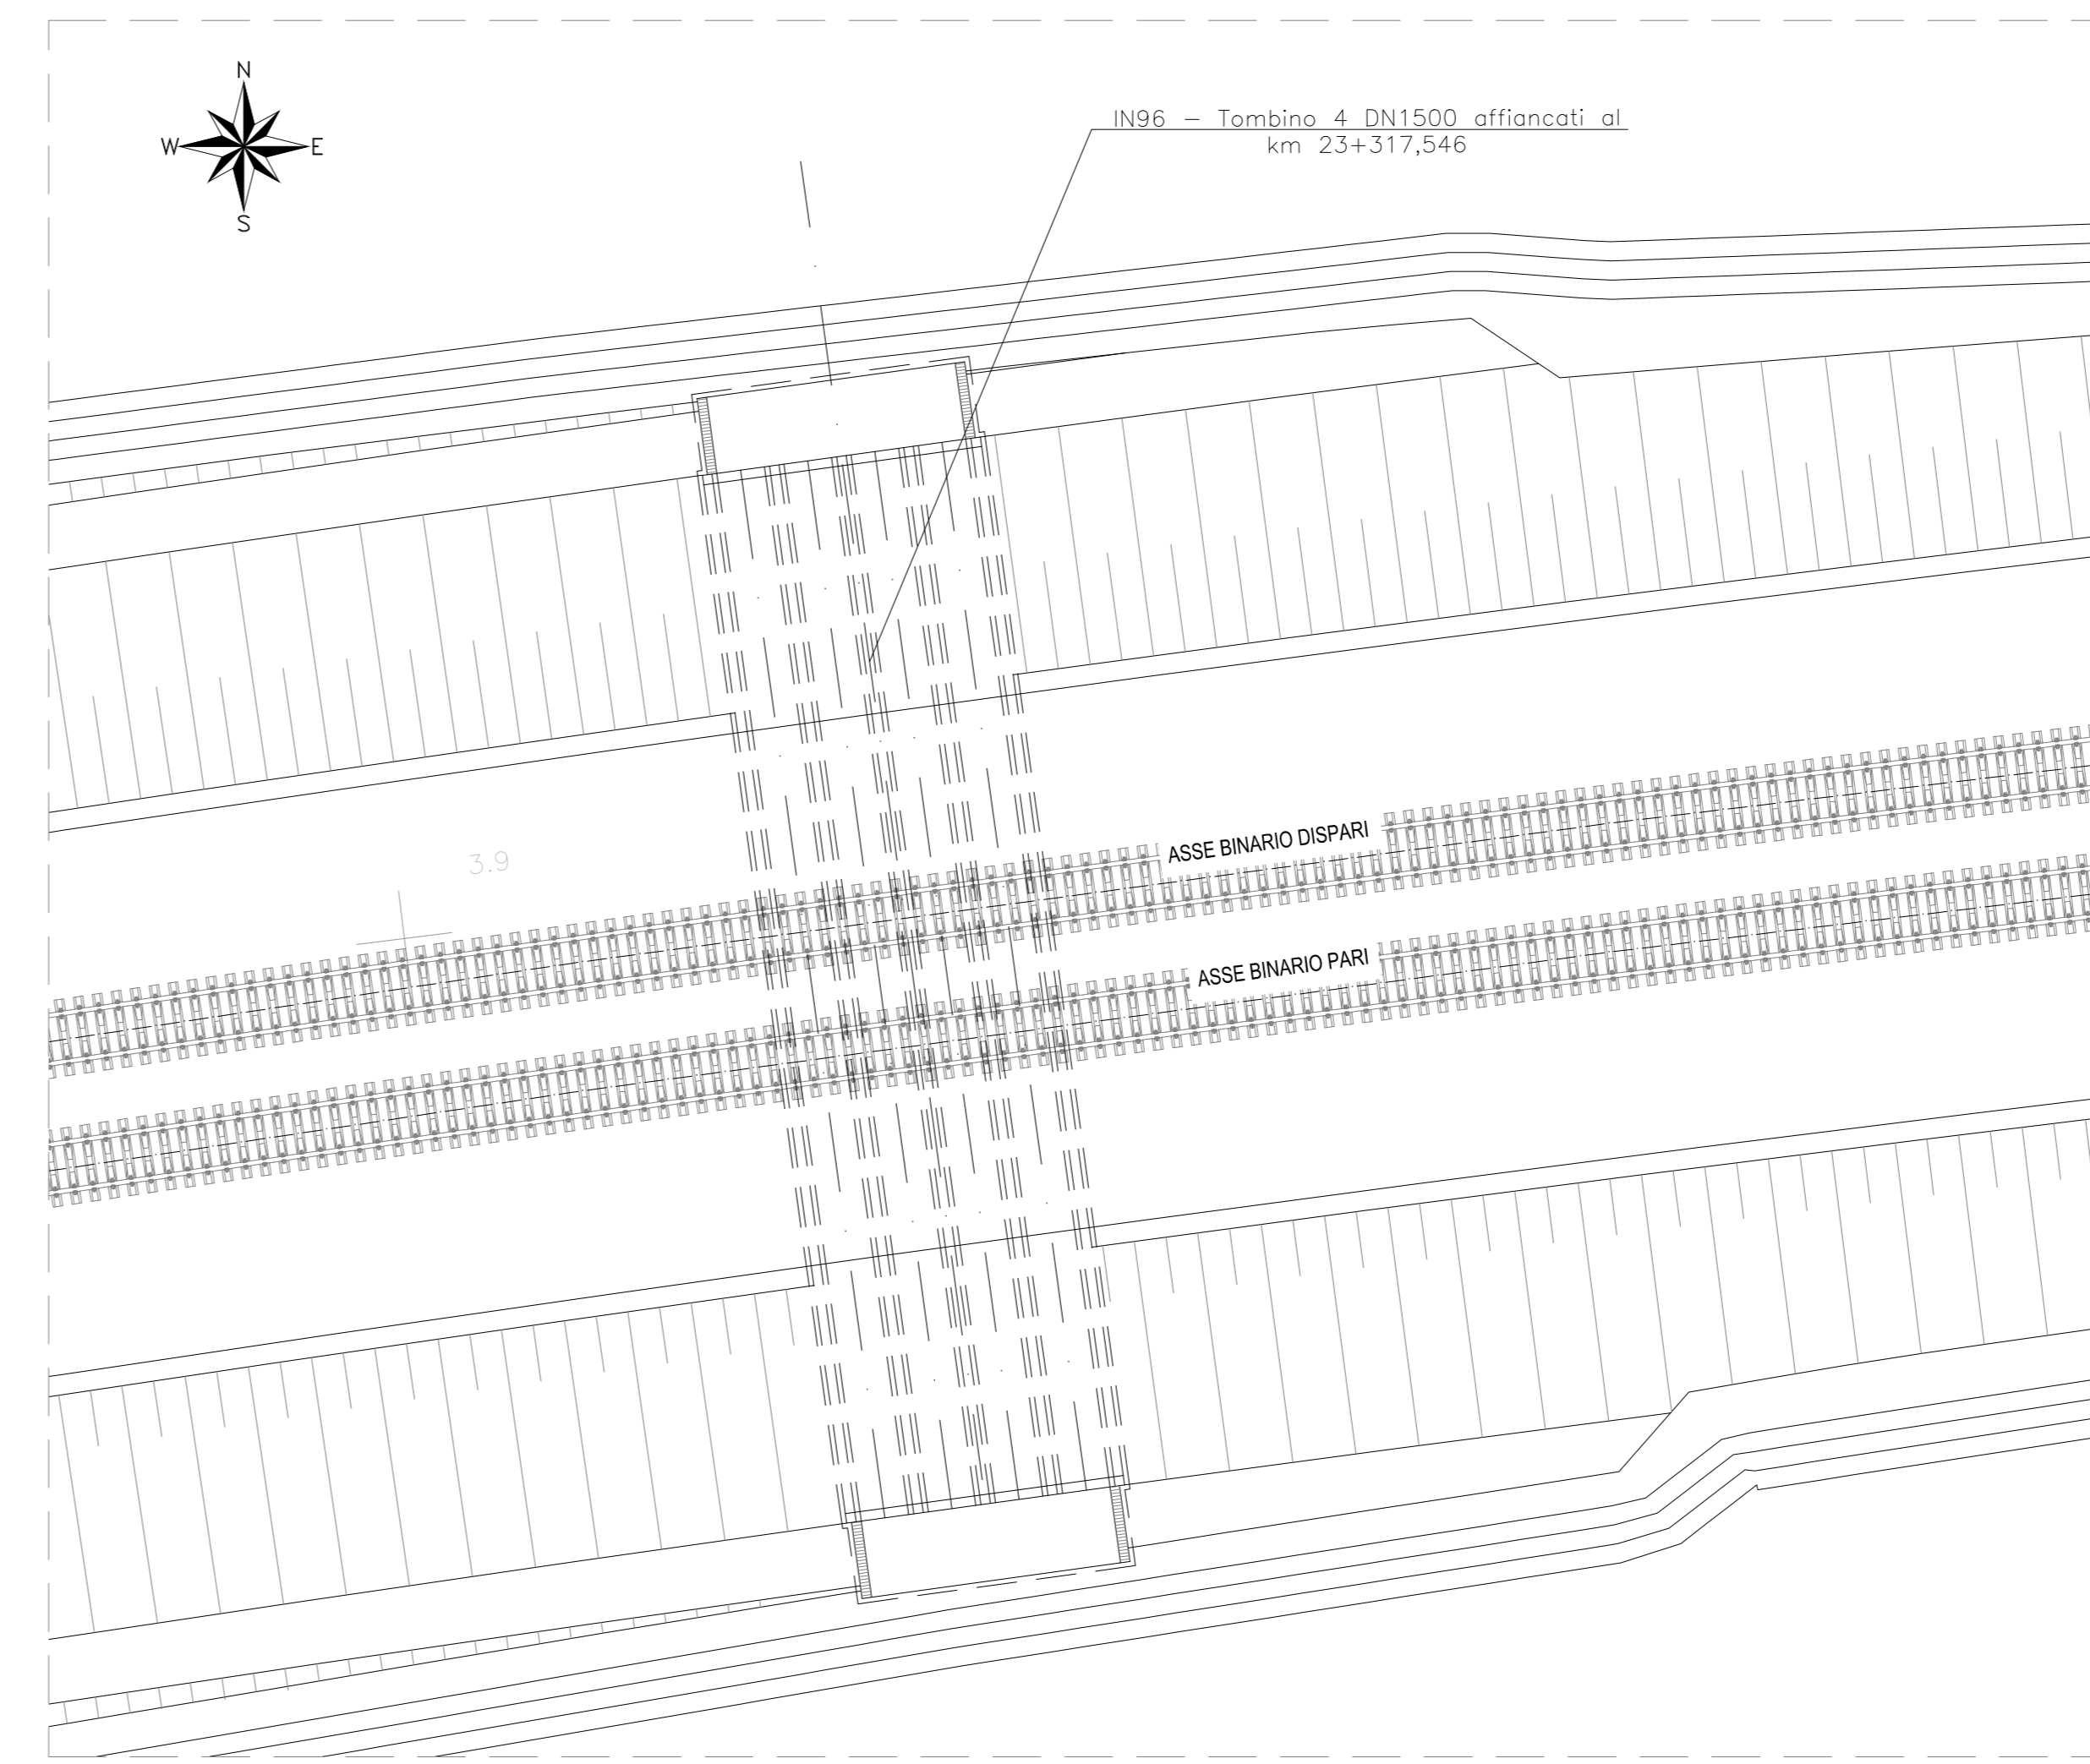 N
W E
S
IN96 – Tombino 4 DN1500 affiancati al
km 23+317,546
3.9
ASSE BINARIO DISPARI
ASSE BINARIO PARI